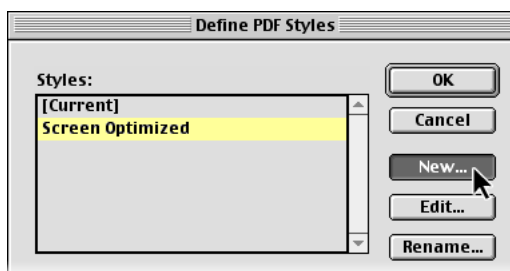 Define PDF Styles
Styles:
[Current]
Screen Optimized
OK
Cancel
New...
Edit...
Rename...